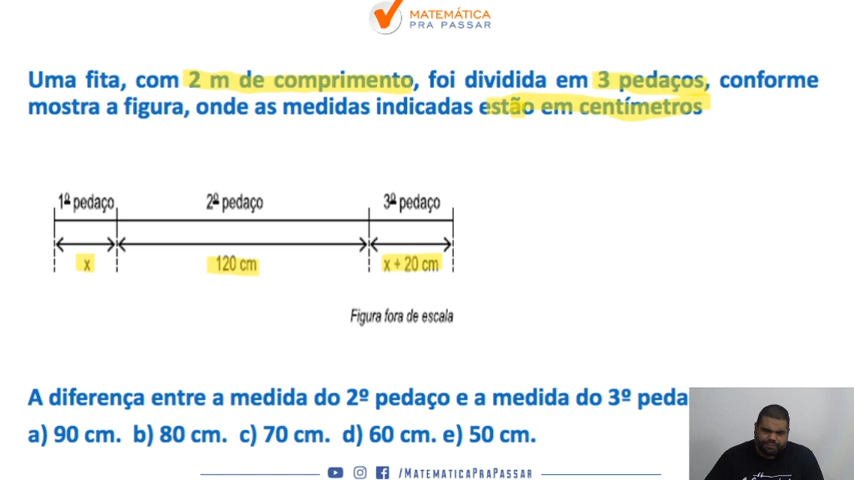 MATEMÁTICA
PRA PASSAR
Uma fita, com 2 m de comprimento, foi dividida em 3 pedaços, conforme
mostra a figura, onde as medidas indicadas estão em centímetros
1º pedaço 2º pedaço 3º pedaço
x 120 cm x + 20 cm
Figura fora de escala
A diferença entre a medida do 2º pedaço e a medida do 3º peda
a) 90 cm. b) 80 cm. c) 70 cm. d) 60 cm. e) 50 cm.
/MATEMATICAPRAPASSAR